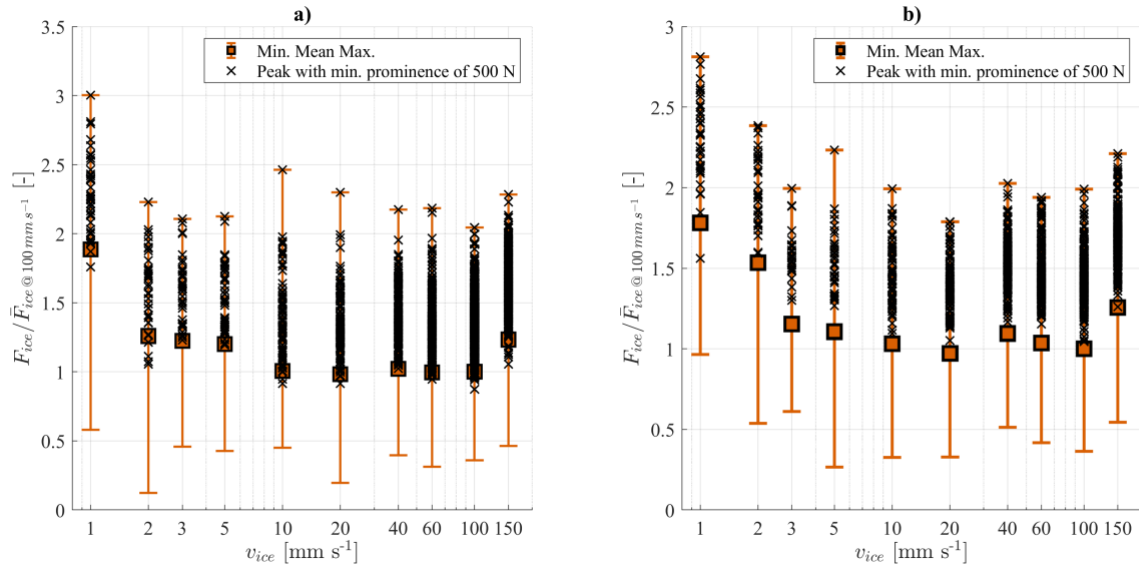 a)
3.5
3
2.5
2
1.5
1
0.5
0
F_ice/F̄_ice @ 100 mm s⁻¹ [-]
Min. Mean Max.
Peak with min. prominence of 500 N
1 2 3 5 10 20 40 60 100 150
v_ice [mm s⁻¹]
b)
3
2.5
2
1.5
1
0.5
0
F_ice/F̄_ice @ 100 mm s⁻¹ [-]
Min. Mean Max.
Peak with min. prominence of 500 N
1 2 3 5 10 20 40 60 100 150
v_ice [mm s⁻¹]